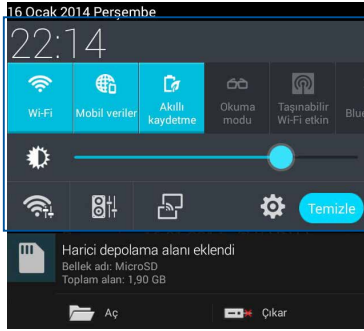 16 Ocak 2014 Perşembe
22:14
Wi-Fi
Mobil veriler
Akıllı kaydetme
Okuma modu
Taşınabilir Wi-Fi etkin
Blue
Temizle
Harici depolama alanı eklendi
Bellek adı: MicroSD
Toplam alan: 1,90 GB
Aç
Çıkar